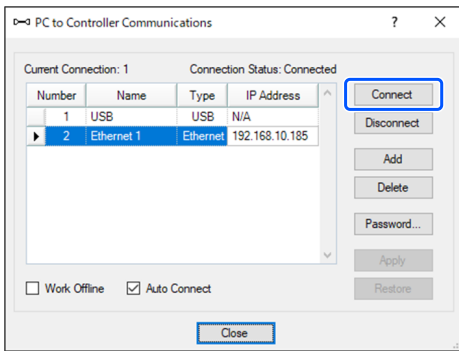 PC to Controller Communications ? ×
Current Connection: 1 Connection Status: Connected
Number Name Type IP Address
1 USB USB N/A
2 Ethernet 1 Ethernet 192.168.10.185
Connect
Disconnect
Add
Delete
Password...
Apply
Restore
Work Offline Auto Connect
Close